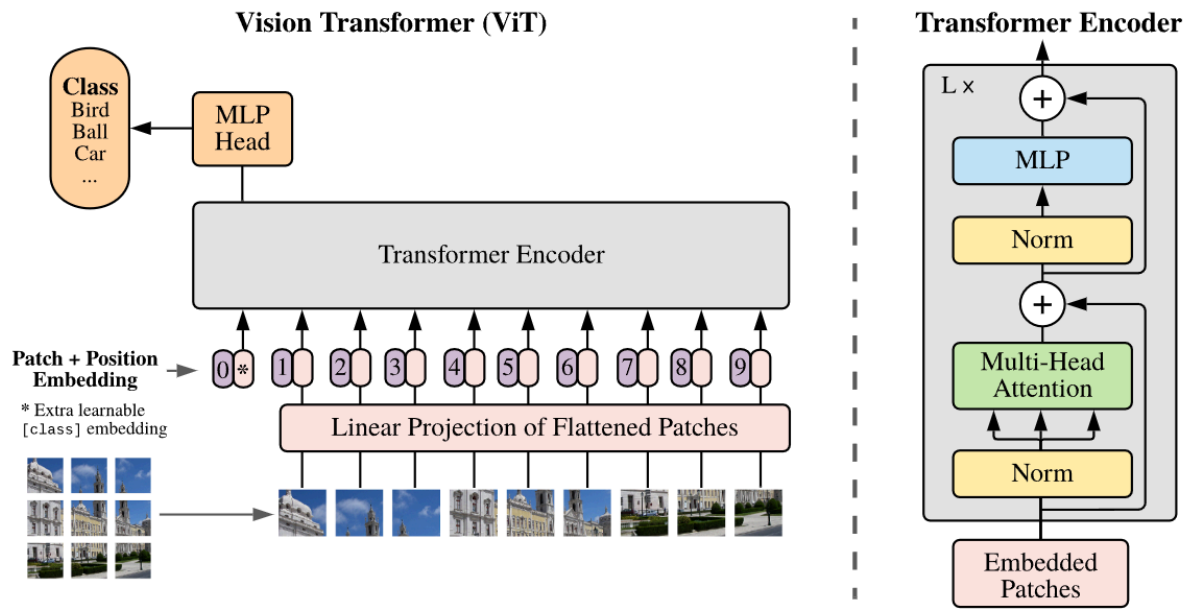 Vision Transformer (ViT)
Class
Bird
Ball
Car
...
MLP
Head
Transformer Encoder
Patch + Position
Embedding
* Extra learnable
[class] embedding
0 * 1 2 3 4 5 6 7 8 9
Linear Projection of Flattened Patches
Transformer Encoder
L ×
+
MLP
Norm
+
Multi-Head
Attention
Norm
Embedded
Patches